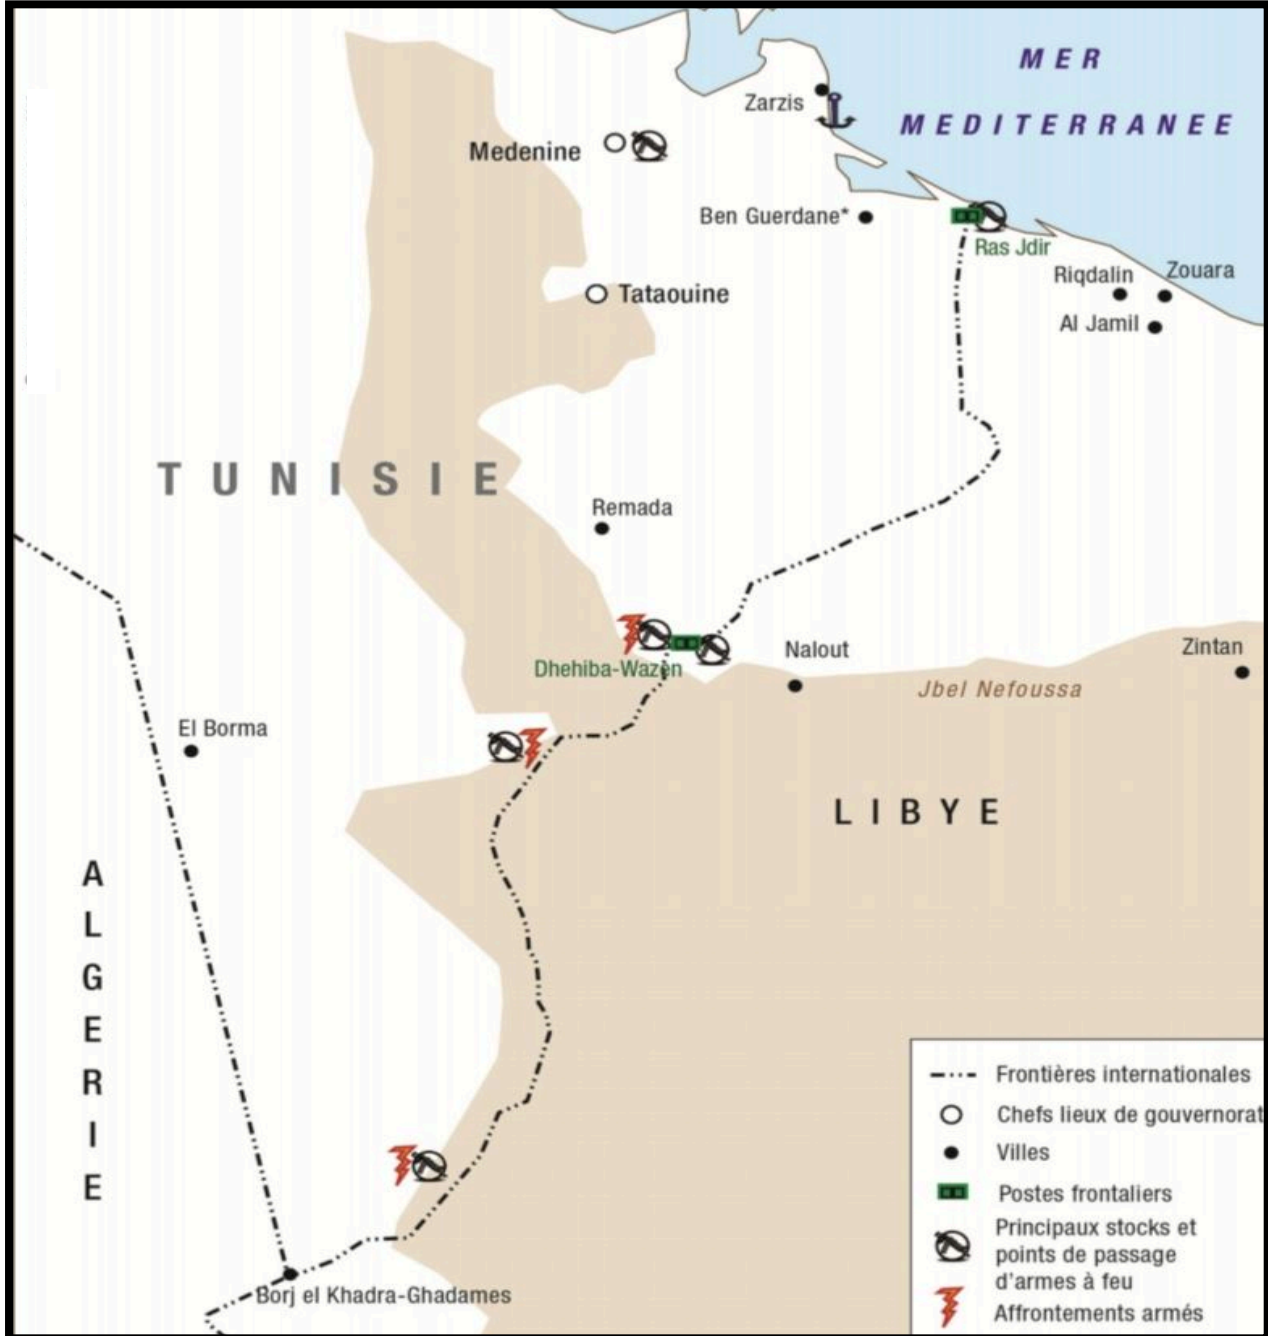 MER
MEDITERRANEE
Zarzis
Medenine
Ben Guerdane*
Ras Jdir
Riqdalin
Zouara
Tataouine
Al Jamil
TUNISIE
Remada
Dhehiba-Wazen
Nalout
Zintan
Jbel Nefoussa
El Borma
LIBYE
ALGERIE
Borj el Khadra-Ghadames
Frontières internationales
Chefs lieux de gouvernorat
Villes
Postes frontaliers
Principaux stocks et
points de passage
d'armes à feu
Affrontements armés